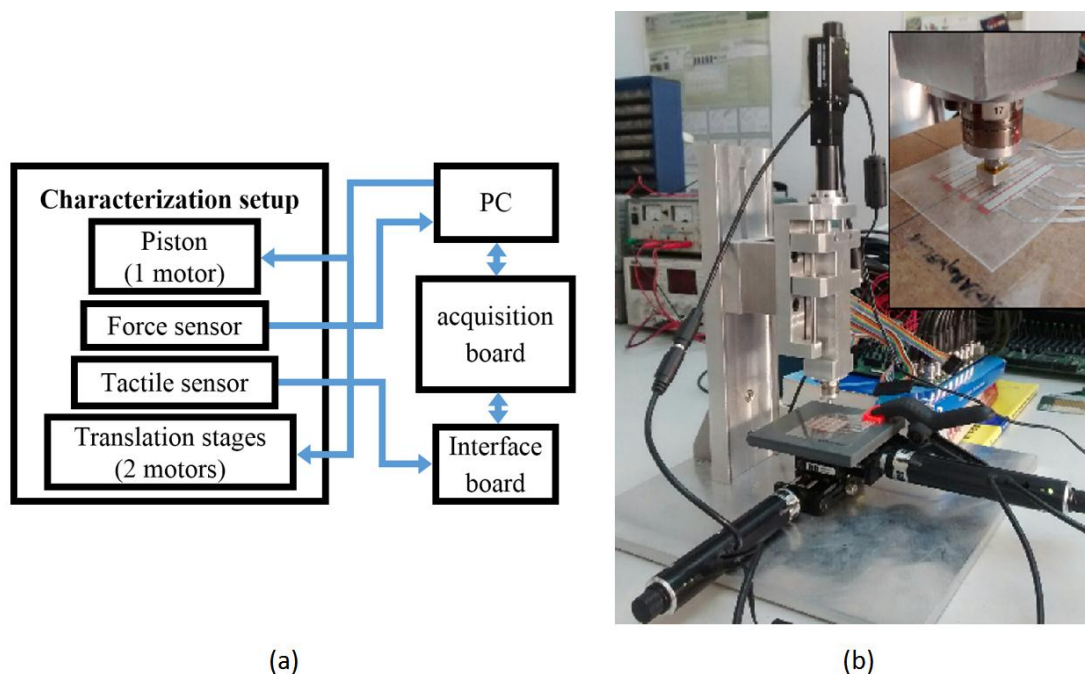 Characterization setup
Piston
(1 motor)
Force sensor
Tactile sensor
Translation stages
(2 motors)
PC
acquisition
board
Interface
board
17
(a)
(b)